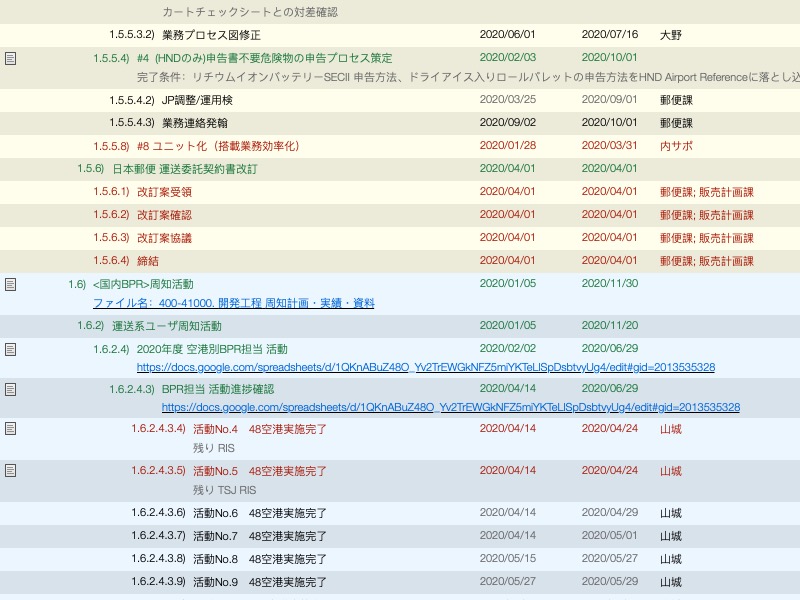 カートチェックシートとの対差確認
1.5.5.3.2) 業務プロセス図修正 2020/06/01 2020/07/16 大野
1.5.5.4) #4 (HNDのみ)申告書不要危険物の申告プロセス策定 2020/02/03 2020/10/01
完了条件：リチウムイオンバッテリーSECII 申告方法、ドライアイス入りロールパレットの申告方法をHND Airport Referenceに落とし込
1.5.5.4.2) JP調整/運用検 2020/03/25 2020/09/01 郵便課
1.5.5.4.3) 業務連絡発翰 2020/09/02 2020/10/01 郵便課
1.5.5.8) #8 ユニット化（搭載業務効率化） 2020/01/28 2020/03/31 内サポ
1.5.6) 日本郵便 運送委託契約書改訂 2020/04/01 2020/04/01
1.5.6.1) 改訂案受領 2020/04/01 2020/04/01 郵便課; 販売計画課
1.5.6.2) 改訂案確認 2020/04/01 2020/04/01 郵便課; 販売計画課
1.5.6.3) 改訂案協議 2020/04/01 2020/04/01 郵便課; 販売計画課
1.5.6.4) 締結 2020/04/01 2020/04/01 郵便課; 販売計画課
1.6) <国内BPR>周知活動 2020/01/05 2020/11/30
ファイル名：400-41000. 開発工程 周知計画・実績・資料
1.6.2) 運送系ユーザ周知活動 2020/01/05 2020/11/20
1.6.2.4) 2020年度 空港別BPR担当 活動 2020/02/02 2020/06/29
https://docs.google.com/spreadsheets/d/1QKnABuZ48O_Yv2TrEWGkNFZ5miYKTeLlSpDsbtvyUg4/edit#gid=2013535328
1.6.2.4.3) BPR担当 活動進捗確認 2020/04/14 2020/06/29
https://docs.google.com/spreadsheets/d/1QKnABuZ48O_Yv2TrEWGkNFZ5miYKTeLlSpDsbtvyUg4/edit#gid=2013535328
1.6.2.4.3.4) 活動No.4 48空港実施完了 2020/04/14 2020/04/24 山城
残り RIS
1.6.2.4.3.5) 活動No.5 48空港実施完了 2020/04/14 2020/04/24 山城
残り TSJ RIS
1.6.2.4.3.6) 活動No.6 48空港実施完了 2020/04/14 2020/04/29 山城
1.6.2.4.3.7) 活動No.7 48空港実施完了 2020/04/14 2020/05/01 山城
1.6.2.4.3.8) 活動No.8 48空港実施完了 2020/05/15 2020/05/27 山城
1.6.2.4.3.9) 活動No.9 48空港実施完了 2020/05/27 2020/05/29 山城